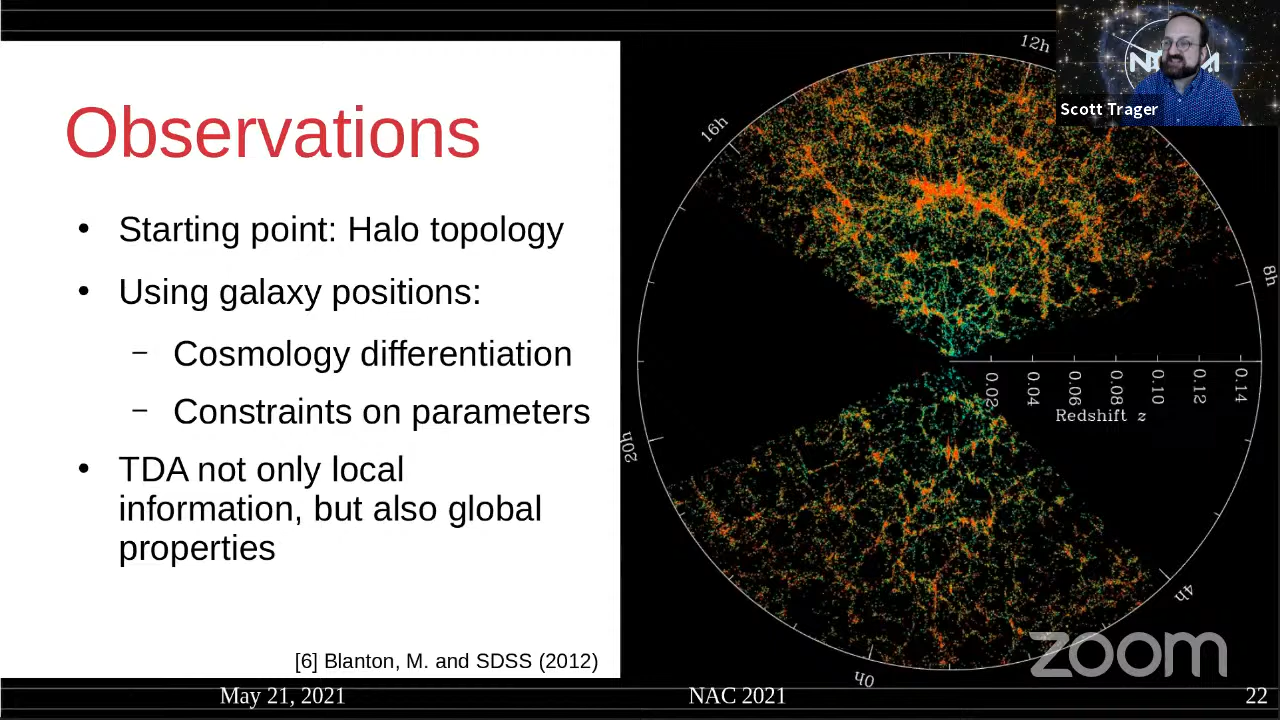 Observations
• Starting point: Halo topology
• Using galaxy positions:
– Cosmology differentiation
– Constraints on parameters
• TDA not only local
information, but also global
properties
[6] Blanton, M. and SDSS (2012)
12h
16h
8h
20h
4h
0h
0.02 0.04 0.06 0.08 0.10 0.12 0.14
Redshift z
Scott Trager
zoom
May 21, 2021
NAC 2021
22